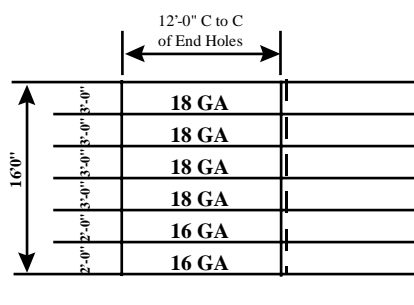 12'-0" C to C
of End Holes
16'0"
3'-0"
18 GA
3'-0"
18 GA
3'-0"
18 GA
3'-0"
18 GA
2'-0"
16 GA
2'-0"
16 GA